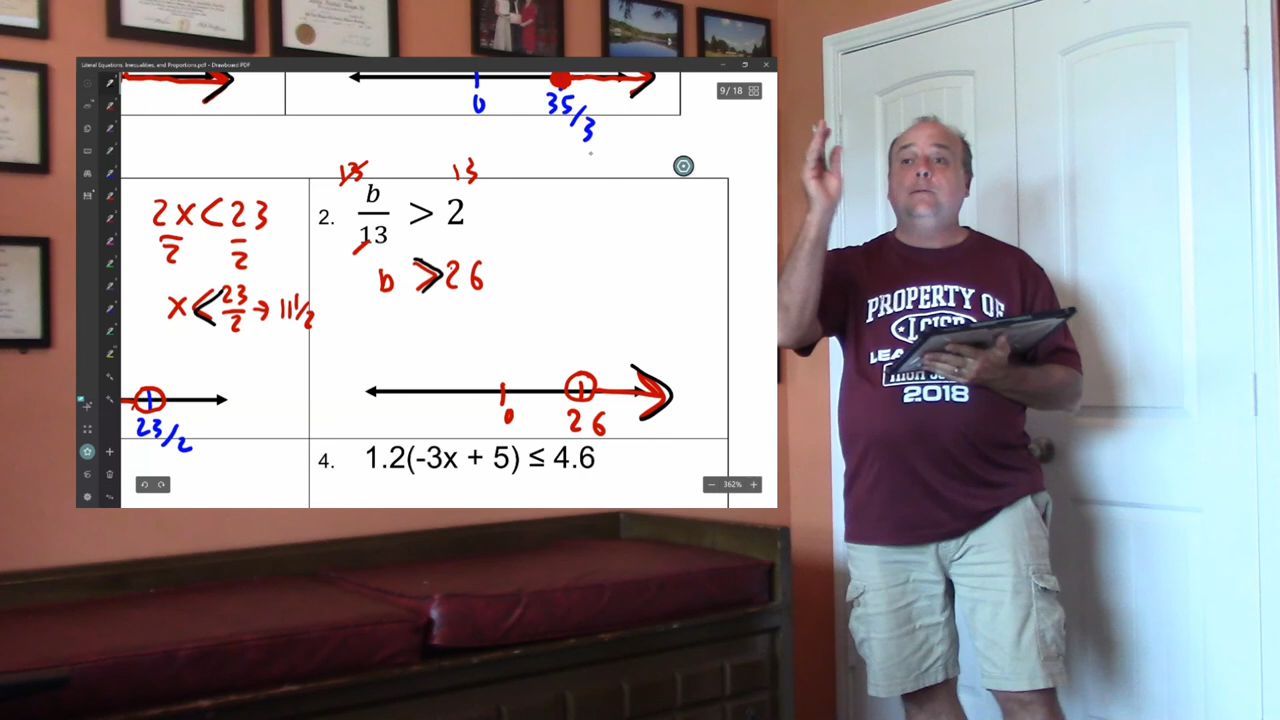 Literal Equations, Inequalities, and Proportions.pdf - Drawboard PDF
9/ 18
0
35/3
2x<23
2 2
x<23/2→11 1/2
23/2
2. b/13 > 2
13 13
b >26
0
26
4. 1.2(-3x + 5) ≤ 4.6
362%
PROPERTY OF
LCISD
HIGH
2018